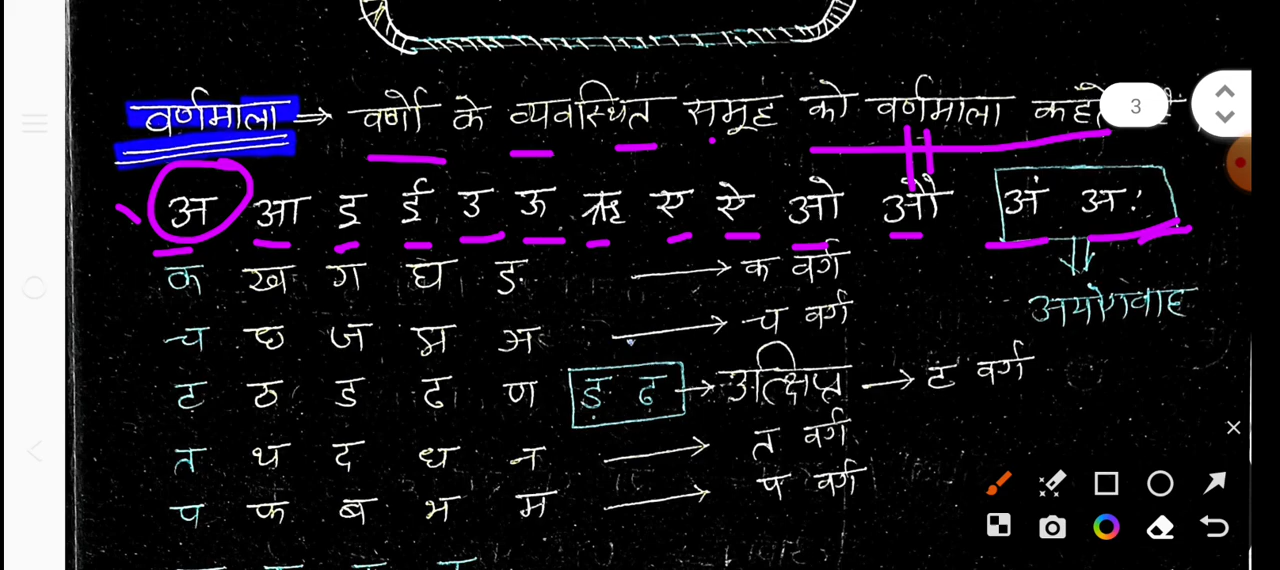 वर्णमाला → वर्णो के व्यवस्थित समूह को वर्णमाला कहते
3
अ आ इ ई उ ऊ ऋ ए ऐ ओ औ अं अः
अयोगवाह
क ख ग घ ङ → क वर्ग
च छ ज झ ञ → च वर्ग
ट ठ ड ढ ण ड़ ढ़ → उत्क्षिप्त → ट वर्ग
त थ द ध न → त वर्ग
प फ ब भ म → प वर्ग